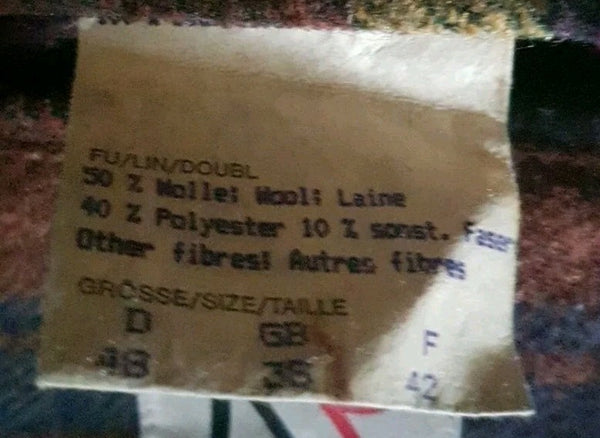 FU/LIN/DOUBL
50 % Wolle; Wool; Laine
40 % Polyester 10 % sonst. Faser
Other fibres; Autres fibres
GRÖSSE/SIZE/TAILLE
D GB F
48 38 42